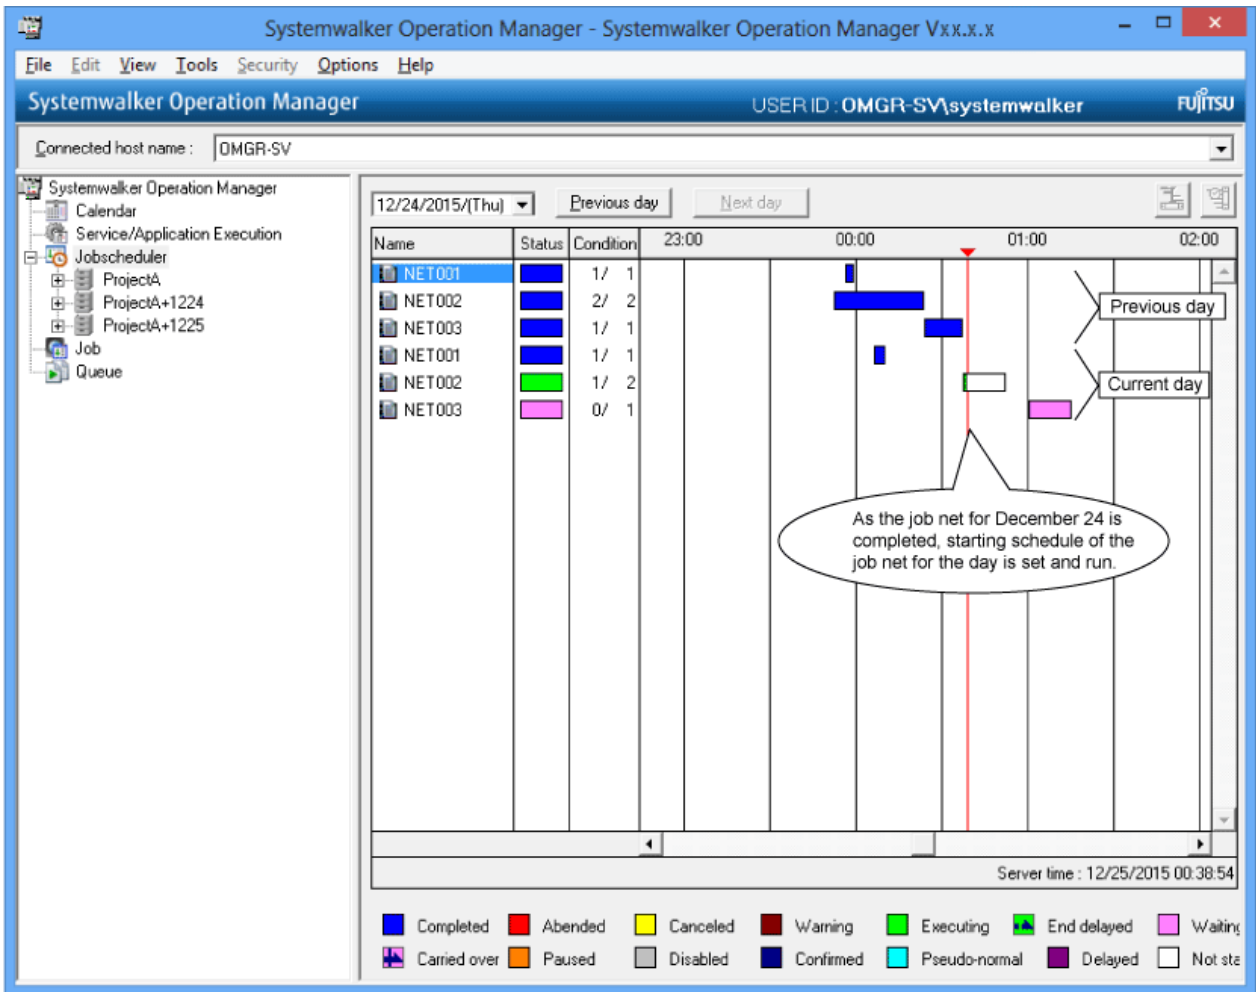 Systemwalker Operation Manager - Systemwalker Operation Manager Vxx.x.x
File Edit View Tools Security Options Help
Systemwalker Operation Manager
USER ID : OMGR-SV\systemwalker
FUJITSU
Connected host name : OMGR-SV
Systemwalker Operation Manager
Calendar
Service/Application Execution
Jobscheduler
ProjectA
ProjectA+1224
ProjectA+1225
Job
Queue
12/24/2015/(Thu) Previous day Next day
Name Status Condition 23:00 00:00 01:00 02:00
NET001 1/ 1
NET002 2/ 2
NET003 1/ 1
NET001 1/ 1
NET002 1/ 2
NET003 0/ 1
Previous day
Current day
As the job net for December 24 is
completed, starting schedule of the
job net for the day is set and run.
Server time : 12/25/2015 00:38:54
Completed Abended Canceled Warning Executing End delayed Waiting
Carried over Paused Disabled Confirmed Pseudo-normal Delayed Not sta